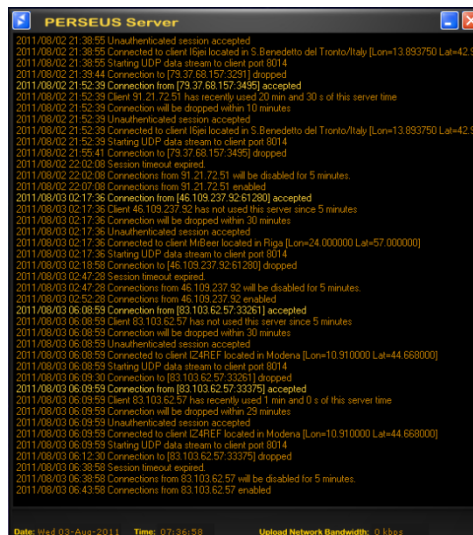 PERSEUS Server
2011/08/02 21:38:55 Unauthenticated session accepted
2011/08/02 21:38:55 Connected to client I6jei located in S.Benedetto del Tronto/Italy [Lon=13.893750 Lat=42.9
2011/08/02 21:38:55 Starting UDP data stream to client port 8014
2011/08/02 21:39:44 Connection to [79.37.68.157:3291] dropped
2011/08/02 21:52:39 Connection from [79.37.68.157:3495] accepted
2011/08/02 21:52:39 Client 91.21.72.51 has recently used 20 min and 30 s of this server time
2011/08/02 21:52:39 Connection will be dropped within 10 minutes
2011/08/02 21:52:39 Unauthenticated session accepted
2011/08/02 21:52:39 Connected to client I6jei located in S.Benedetto del Tronto/Italy [Lon=13.893750 Lat=42.9
2011/08/02 21:52:39 Starting UDP data stream to client port 8014
2011/08/02 21:55:41 Connection to [79.37.68.157:3495] dropped
2011/08/02 22:02:08 Session timeout expired.
2011/08/02 22:02:08 Connections from 91.21.72.51 will be disabled for 5 minutes.
2011/08/02 22:07:08 Connections from 91.21.72.51 enabled
2011/08/03 02:17:36 Connection from [46.109.237.92:61280] accepted
2011/08/03 02:17:36 Client 46.109.237.92 has not used this server since 5 minutes
2011/08/03 02:17:36 Connection will be dropped within 30 minutes
2011/08/03 02:17:36 Unauthenticated session accepted
2011/08/03 02:17:36 Connected to client MrBeer located in Riga [Lon=24.000000 Lat=57.000000]
2011/08/03 02:17:36 Starting UDP data stream to client port 8014
2011/08/03 02:18:58 Connection to [46.109.237.92:61280] dropped
2011/08/03 02:47:28 Session timeout expired.
2011/08/03 02:47:28 Connections from 46.109.237.92 will be disabled for 5 minutes.
2011/08/03 02:52:28 Connections from 46.109.237.92 enabled
2011/08/03 06:08:59 Connection from [83.103.62.57:33261] accepted
2011/08/03 06:08:59 Client 83.103.62.57 has not used this server since 5 minutes
2011/08/03 06:08:59 Connection will be dropped within 30 minutes
2011/08/03 06:08:59 Unauthenticated session accepted
2011/08/03 06:08:59 Connected to client IZ4REF located in Modena [Lon=10.910000 Lat=44.668000]
2011/08/03 06:08:59 Starting UDP data stream to client port 8014
2011/08/03 06:09:30 Connection to [83.103.62.57:33261] dropped
2011/08/03 06:09:59 Connection from [83.103.62.57:33375] accepted
2011/08/03 06:09:59 Client 83.103.62.57 has recently used 1 min and 0 s of this server time
2011/08/03 06:09:59 Connection will be dropped within 29 minutes
2011/08/03 06:09:59 Unauthenticated session accepted
2011/08/03 06:09:59 Connected to client IZ4REF located in Modena [Lon=10.910000 Lat=44.668000]
2011/08/03 06:09:59 Starting UDP data stream to client port 8014
2011/08/03 06:12:30 Connection to [83.103.62.57:33375] dropped
2011/08/03 06:38:58 Session timeout expired.
2011/08/03 06:38:58 Connections from 83.103.62.57 will be disabled for 5 minutes.
2011/08/03 06:43:58 Connections from 83.103.62.57 enabled
Date: Wed 03-Aug-2011 Time: 07:36:58 Upload Network Bandwidth: 0 kbps